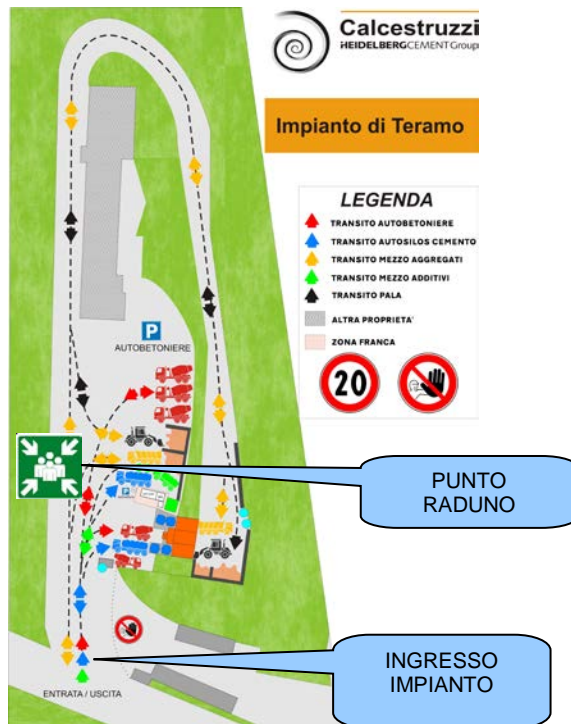 Calcestruzzi
HEIDELBERGCEMENT Group
Impianto di Teramo
LEGENDA
TRANSITO AUTOBETONIERE
TRANSITO AUTOSILOS CEMENTO
TRANSITO MEZZO AGGREGATI
TRANSITO MEZZO ADDITIVI
TRANSITO PALA
ALTRA PROPRIETA'
ZONA FRANCA
20
P
AUTOBETONIERE
P
PUNTO
RADUNO
INGRESSO
IMPIANTO
ENTRATA / USCITA